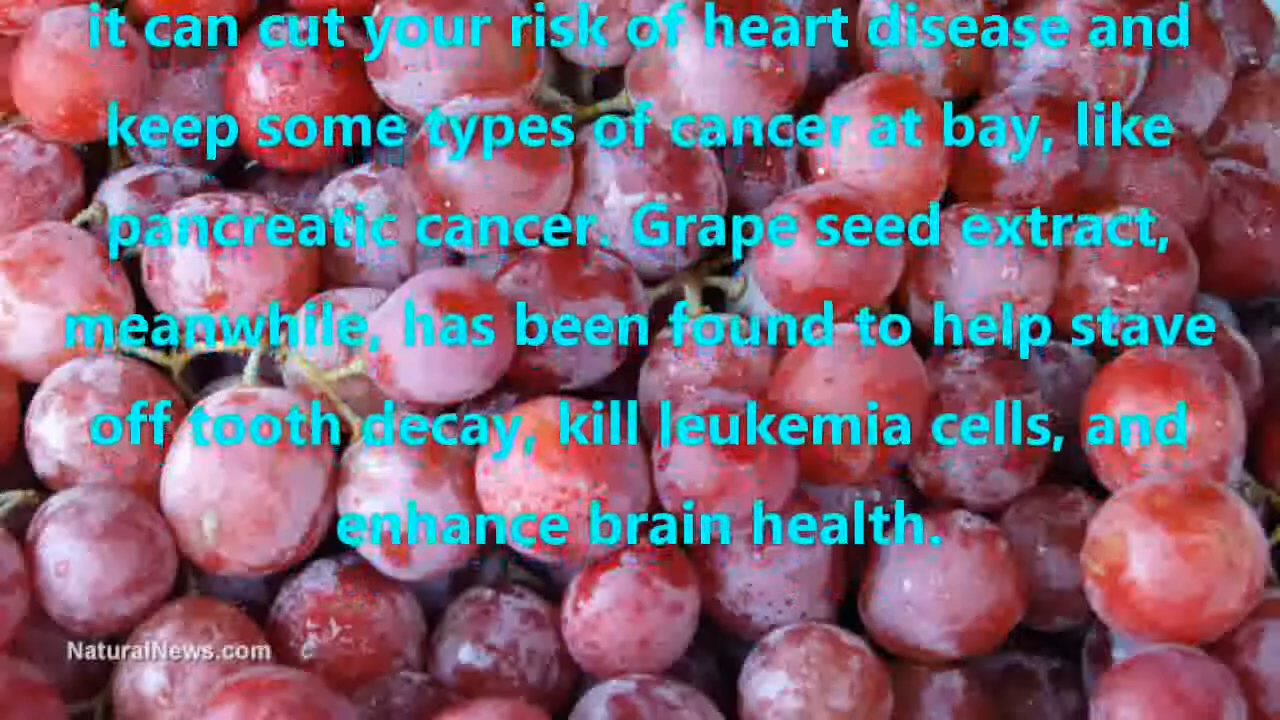 it can cut your risk of heart disease and
keep some types of cancer at bay, like
pancreatic cancer. Grape seed extract,
meanwhile, has been found to help stave
off tooth decay, kill leukemia cells, and
enhance brain health.
NaturalNews.com